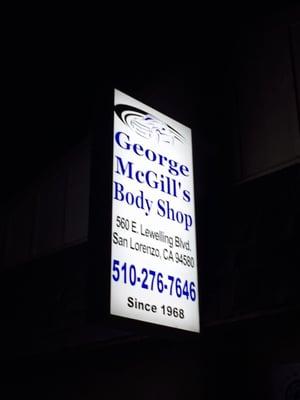 George
McGill's
Body Shop
560 E. Lewelling Blvd.
San Lorenzo, CA 94580
510-276-7646
Since 1968